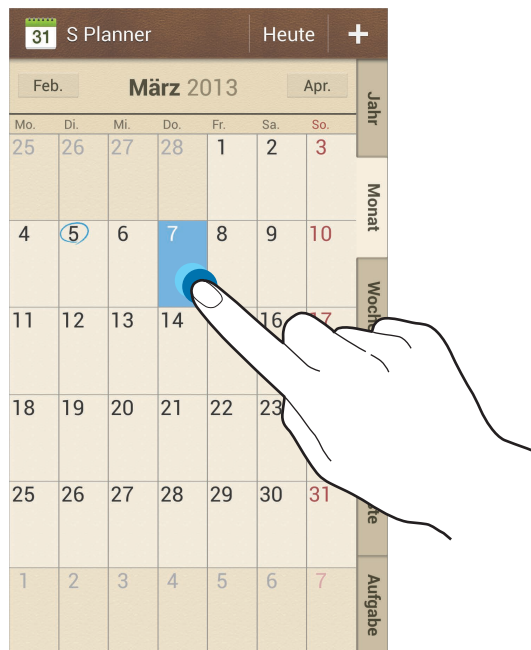 31 S Planner Heute +
Feb. März 2013 Apr.
Mo. Di. Mi. Do. Fr. Sa. So.
25 26 27 28 1 2 3
4 5 6 7 8 9 10
11 12 13 14 16 17
18 19 20 21 22 23
25 26 27 28 29 30 31
1 2 3 4 5 6 7
Jahr
Monat
Aufgabe